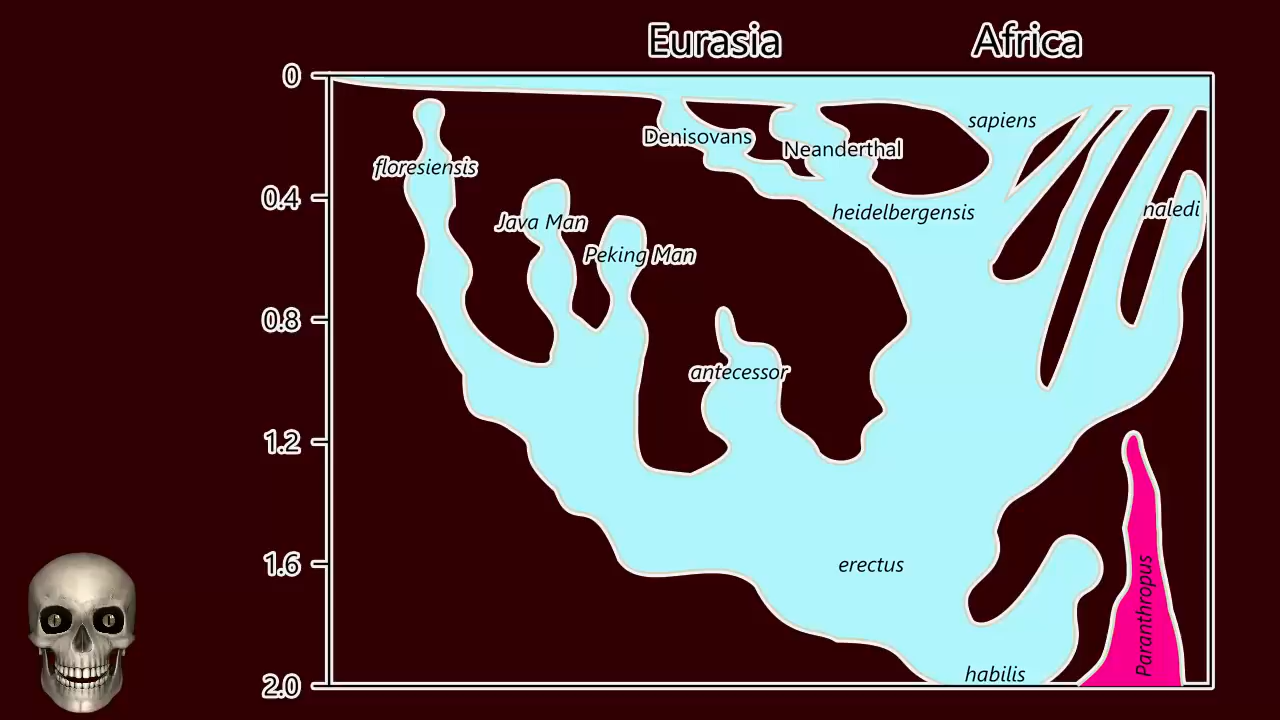 Eurasia Africa
0
sapiens
Denisovans
Neanderthal
floresiensis
0.4
naledi
heidelbergensis
Java Man
Peking Man
0.8
antecessor
1.2
1.6
erectus
Paranthropus
habilis
2.0